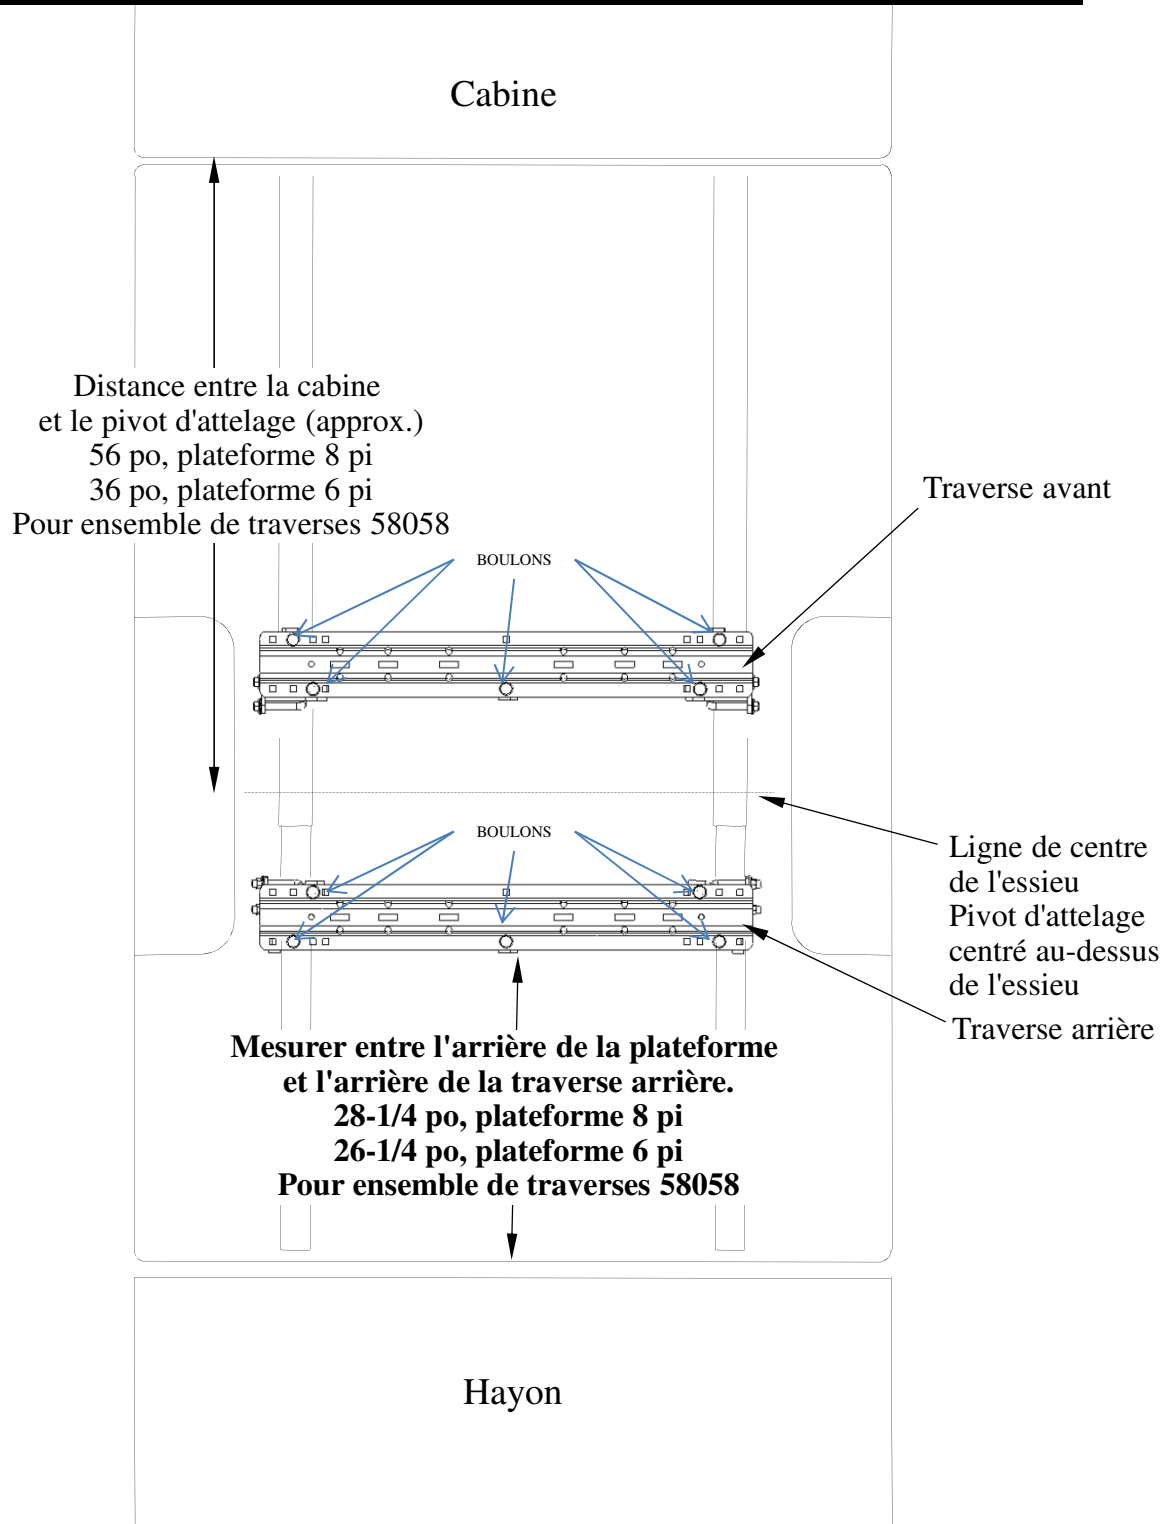 Cabine
Distance entre la cabine
et le pivot d'attelage (approx.)
56 po, plateforme 8 pi
36 po, plateforme 6 pi
Pour ensemble de traverses 58058
Traverse avant
BOULONS
BOULONS
Ligne de centre
de l'essieu
Pivot d'attelage
centré au-dessus
de l'essieu
Traverse arrière
Mesurer entre l'arrière de la plateforme
et l'arrière de la traverse arrière.
28-1/4 po, plateforme 8 pi
26-1/4 po, plateforme 6 pi
Pour ensemble de traverses 58058
Hayon